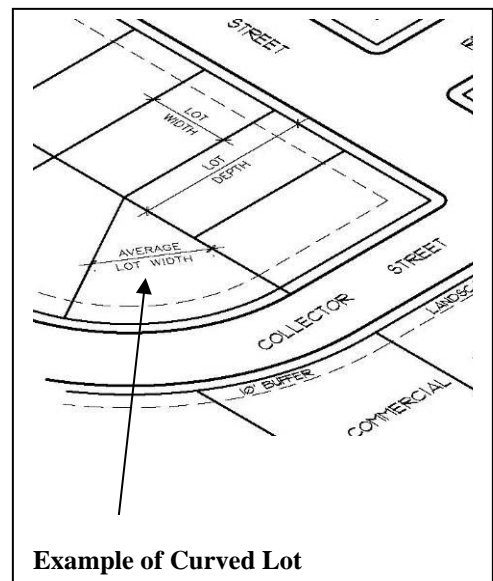 STREET
LOT
WIDTH
LOT
DEPTH
AVERAGE
LOT WIDTH
STREET
COLLECTOR
LANDSC
10' BUFFER
COMMERCIAL
Example of Curved Lot